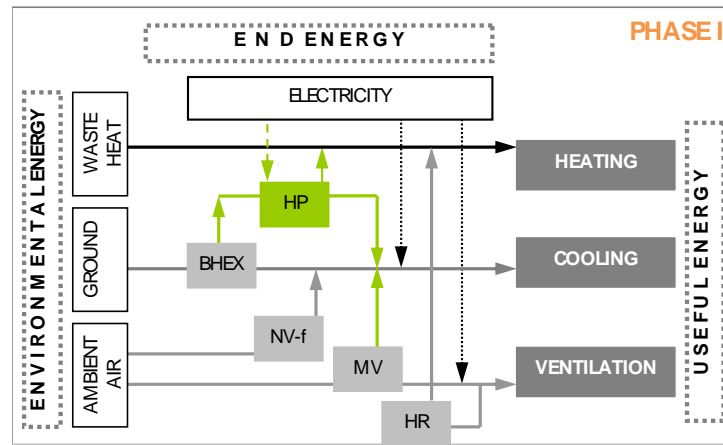 PHASE I
END ENERGY
ELECTRICITY
ENVIRONMENTAL ENERGY
WASTE
HEAT
GROUND
AMBIENT
AIR
HP
BHEX
NV-f
MV
HR
HEATING
COOLING
VENTILATION
USEFUL ENERGY